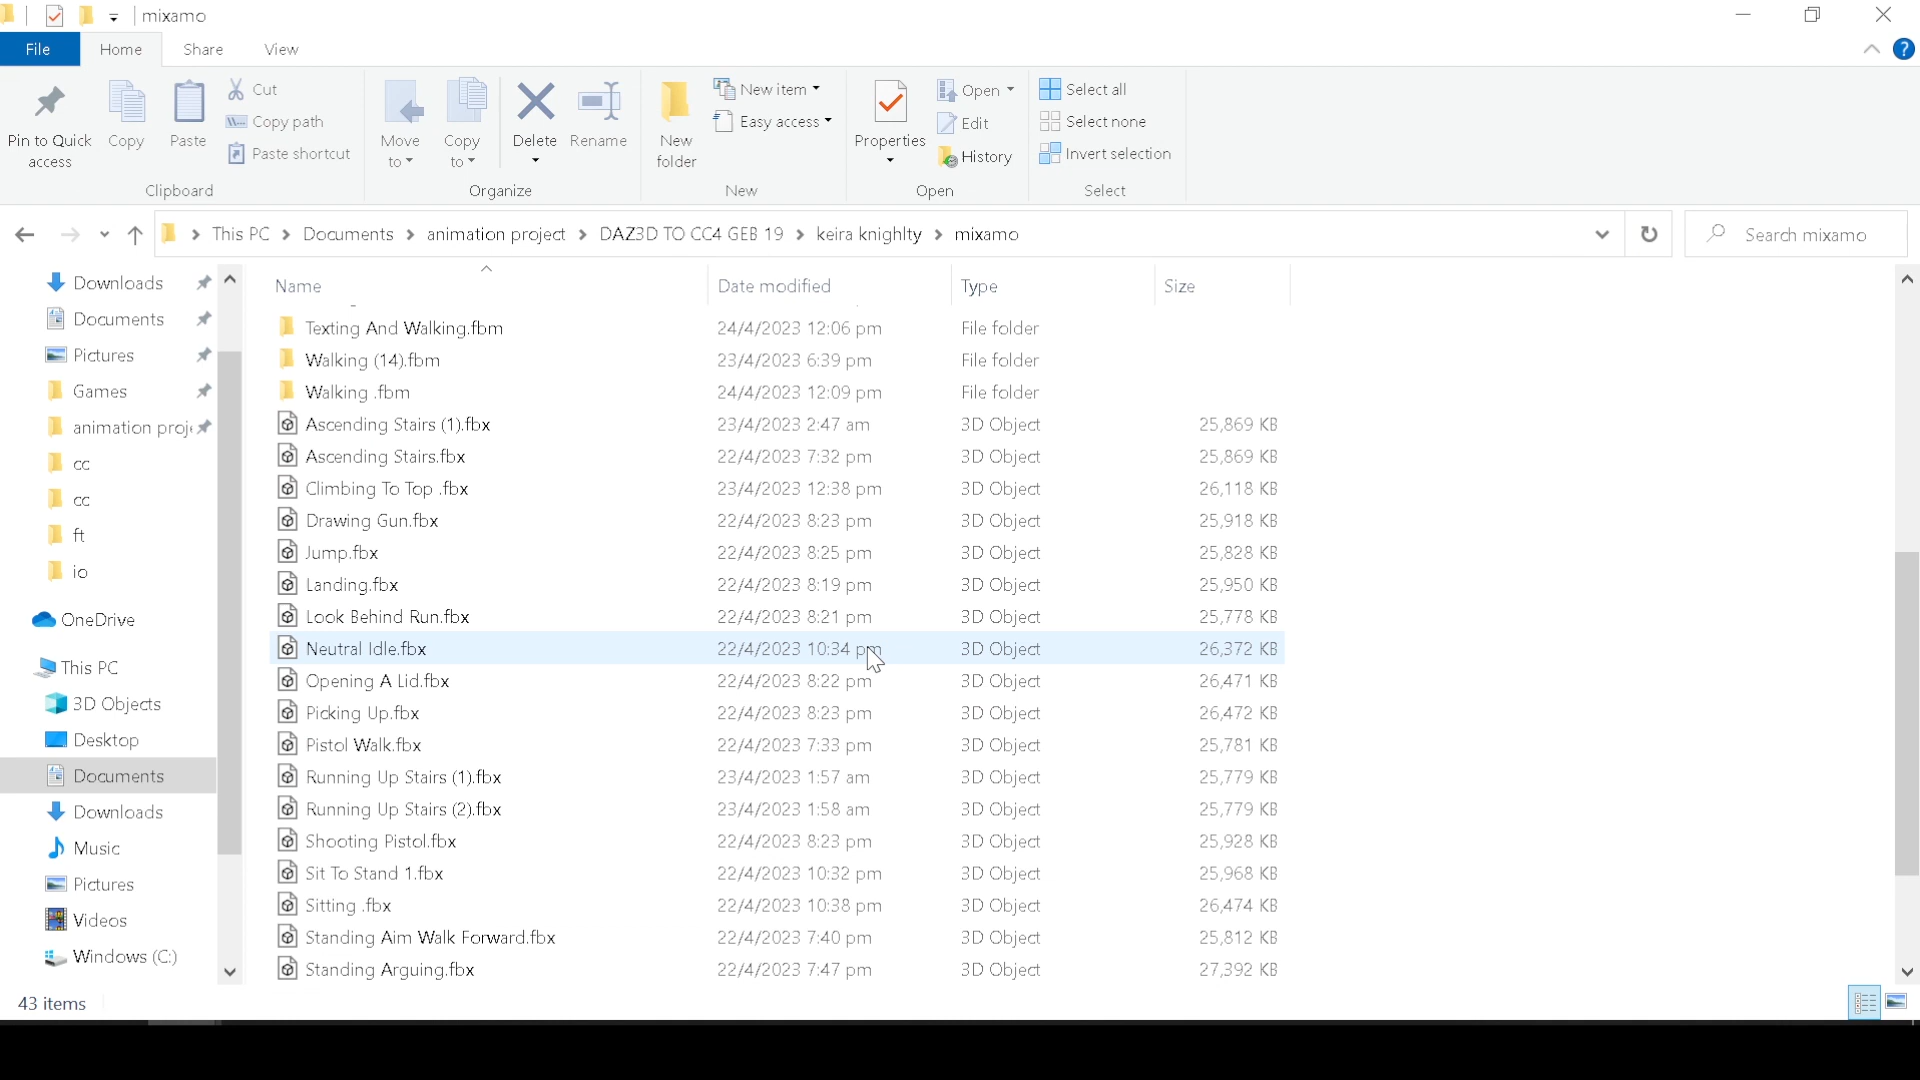 mixamo
File Home Share View
Pin to Quick access
Copy
Paste
Cut
Copy path
Paste shortcut
Clipboard
Move to
Copy to
Delete
Rename
Organize
New folder
New item
Easy access
New
Properties
Open
Edit
History
Open
Select all
Select none
Invert selection
Select
This PC > Documents > animation project > DAZ3D TO CC4 GEB 19 > keira knighlty > mixamo
Search mixamo
Downloads
Documents
Pictures
Games
animation proj
cc
cc
ft
io
OneDrive
This PC
3D Objects
Desktop
Documents
Downloads
Music
Pictures
Videos
Windows (C:)
Name Date modified Type Size
Texting And Walking.fbm 24/4/2023 12:06 pm File folder
Walking (14).fbm 23/4/2023 6:39 pm File folder
Walking .fbm 24/4/2023 12:09 pm File folder
Ascending Stairs (1).fbx 23/4/2023 2:47 am 3D Object 25,869 KB
Ascending Stairs.fbx 22/4/2023 7:32 pm 3D Object 25,869 KB
Climbing To Top .fbx 23/4/2023 12:38 pm 3D Object 26,118 KB
Drawing Gun.fbx 22/4/2023 8:23 pm 3D Object 25,918 KB
Jump.fbx 22/4/2023 8:25 pm 3D Object 25,828 KB
Landing.fbx 22/4/2023 8:19 pm 3D Object 25,950 KB
Look Behind Run.fbx 22/4/2023 8:21 pm 3D Object 25,778 KB
Neutral Idle.fbx 22/4/2023 10:34 pm 3D Object 26,372 KB
Opening A Lid.fbx 22/4/2023 8:22 pm 3D Object 26,471 KB
Picking Up.fbx 22/4/2023 8:23 pm 3D Object 26,472 KB
Pistol Walk.fbx 22/4/2023 7:33 pm 3D Object 25,781 KB
Running Up Stairs (1).fbx 23/4/2023 1:57 am 3D Object 25,779 KB
Running Up Stairs (2).fbx 23/4/2023 1:58 am 3D Object 25,779 KB
Shooting Pistol.fbx 22/4/2023 8:23 pm 3D Object 25,928 KB
Sit To Stand 1.fbx 22/4/2023 10:32 pm 3D Object 25,968 KB
Sitting .fbx 22/4/2023 10:38 pm 3D Object 26,474 KB
Standing Aim Walk Forward.fbx 22/4/2023 7:40 pm 3D Object 25,812 KB
Standing Arguing.fbx 22/4/2023 7:47 pm 3D Object 27,392 KB
43 items